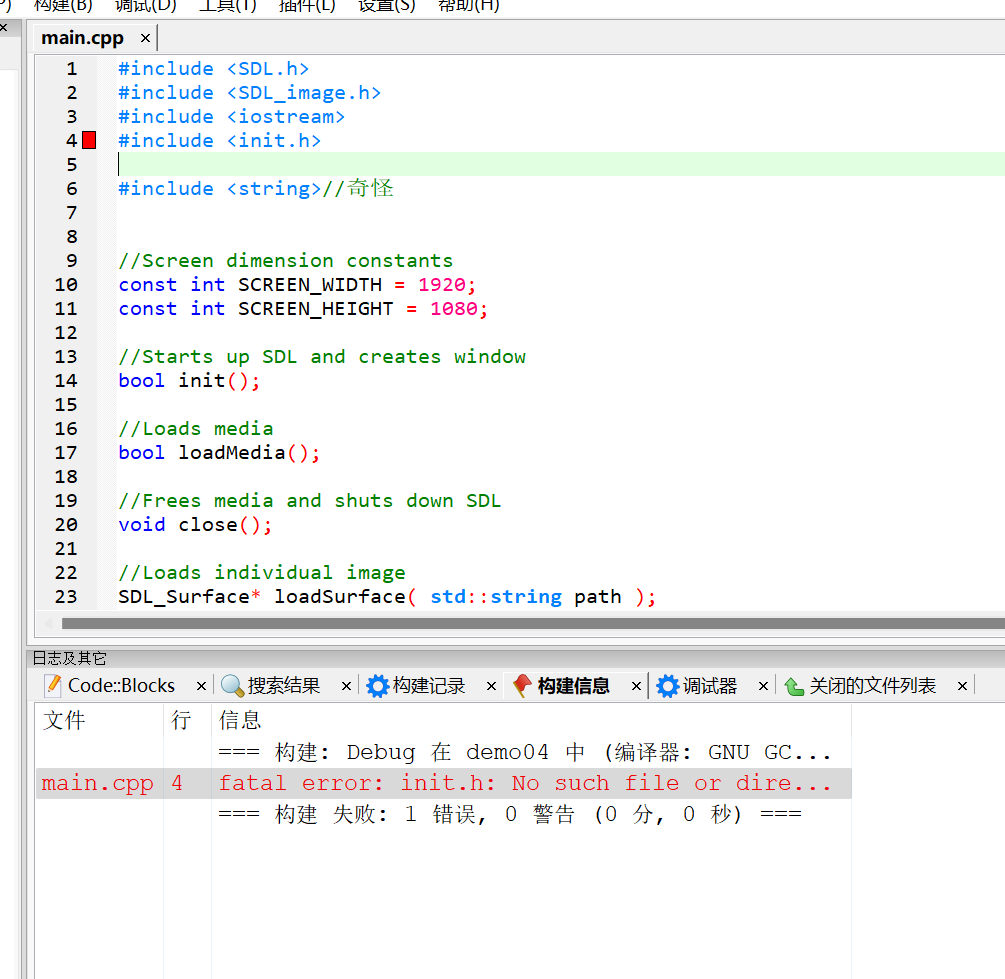 构建(B) 调试(D) 工具(T) 插件(L) 设置(S) 帮助(H)
main.cpp ×
1 #include <SDL.h>
2 #include <SDL_image.h>
3 #include <iostream>
4 #include <init.h>
5
6 #include <string>//奇怪
7
8
9 //Screen dimension constants
10 const int SCREEN_WIDTH = 1920;
11 const int SCREEN_HEIGHT = 1080;
12
13 //Starts up SDL and creates window
14 bool init();
15
16 //Loads media
17 bool loadMedia();
18
19 //Frees media and shuts down SDL
20 void close();
21
22 //Loads individual image
23 SDL_Surface* loadSurface( std::string path );
日志及其它
Code::Blocks × 搜索结果 × 构建记录 × 构建信息 × 调试器 × 关闭的文件列表 ×
文件 行 信息
=== 构建: Debug 在 demo04 中 (编译器: GNU GC...
main.cpp 4 fatal error: init.h: No such file or dire...
=== 构建 失败: 1 错误, 0 警告 (0 分, 0 秒) ===